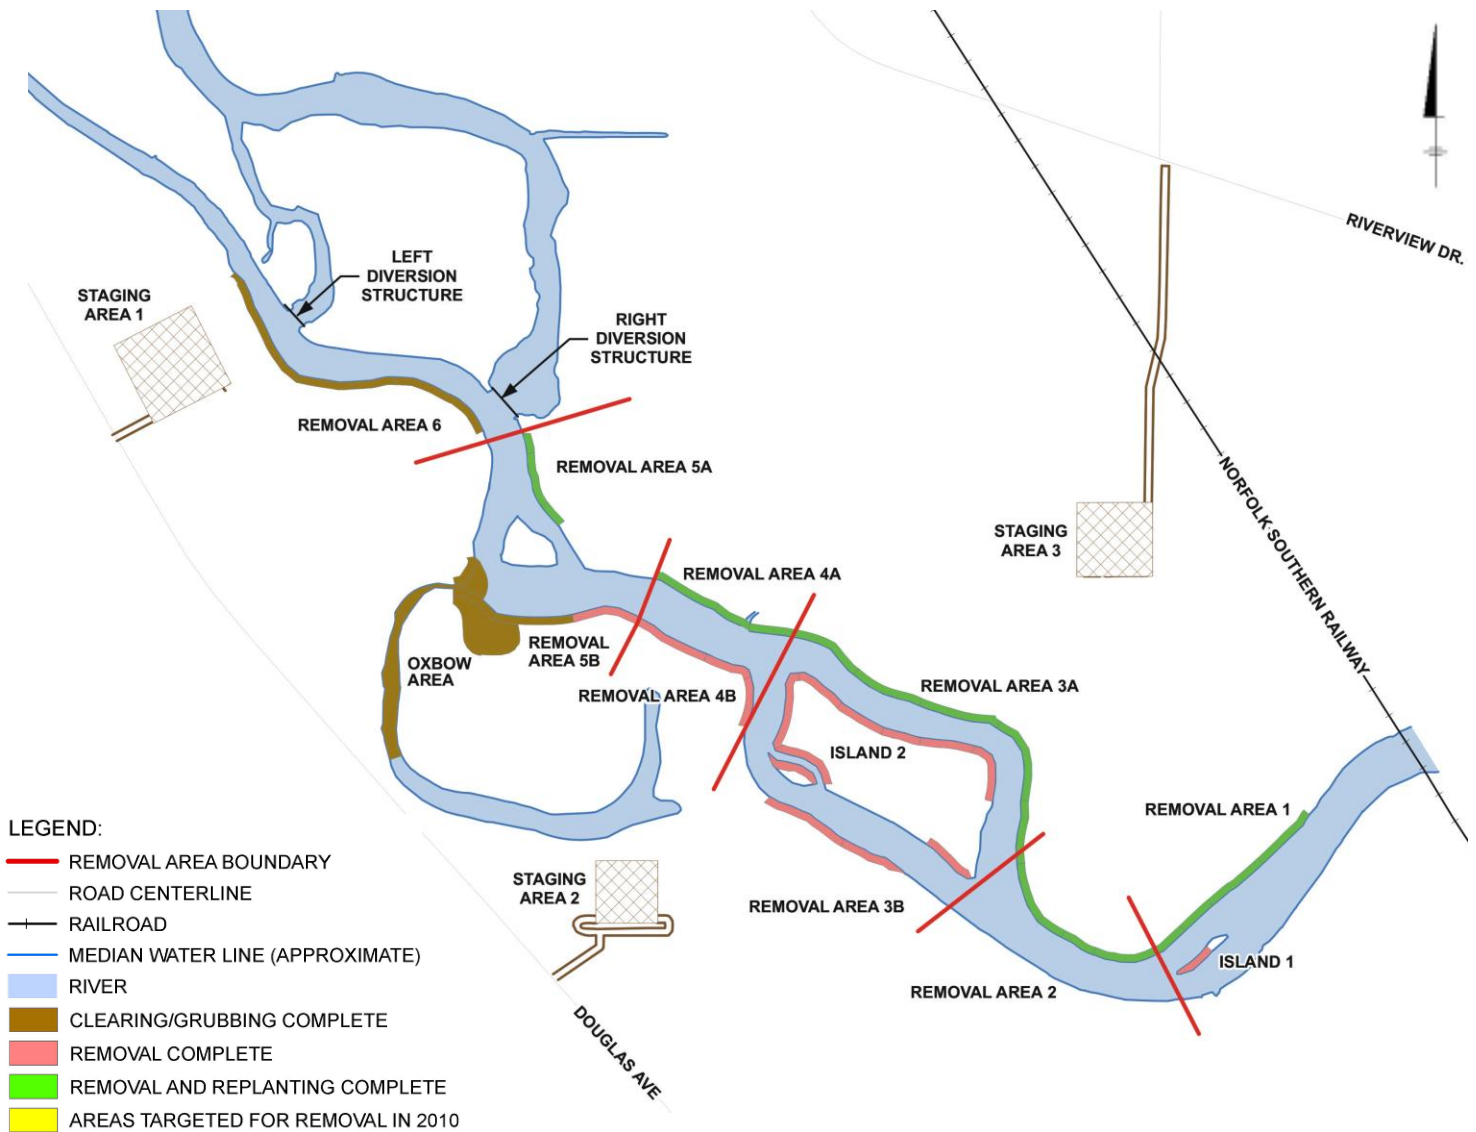 RIVERVIEW DR.
LEFT
DIVERSION
STRUCTURE
STAGING
AREA 1
RIGHT
DIVERSION
STRUCTURE
REMOVAL AREA 6
REMOVAL AREA 5A
NORFOLK SOUTHERN RAILWAY
STAGING
AREA 3
REMOVAL AREA 4A
REMOVAL
AREA 5B
OXBOW
AREA
REMOVAL AREA 4B
REMOVAL AREA 3A
ISLAND 2
REMOVAL AREA 1
STAGING
AREA 2
REMOVAL AREA 3B
ISLAND 1
REMOVAL AREA 2
DOUGLAS AVE
LEGEND:
REMOVAL AREA BOUNDARY
ROAD CENTERLINE
RAILROAD
MEDIAN WATER LINE (APPROXIMATE)
RIVER
CLEARING/GRUBBING COMPLETE
REMOVAL COMPLETE
REMOVAL AND REPLANTING COMPLETE
AREAS TARGETED FOR REMOVAL IN 2010